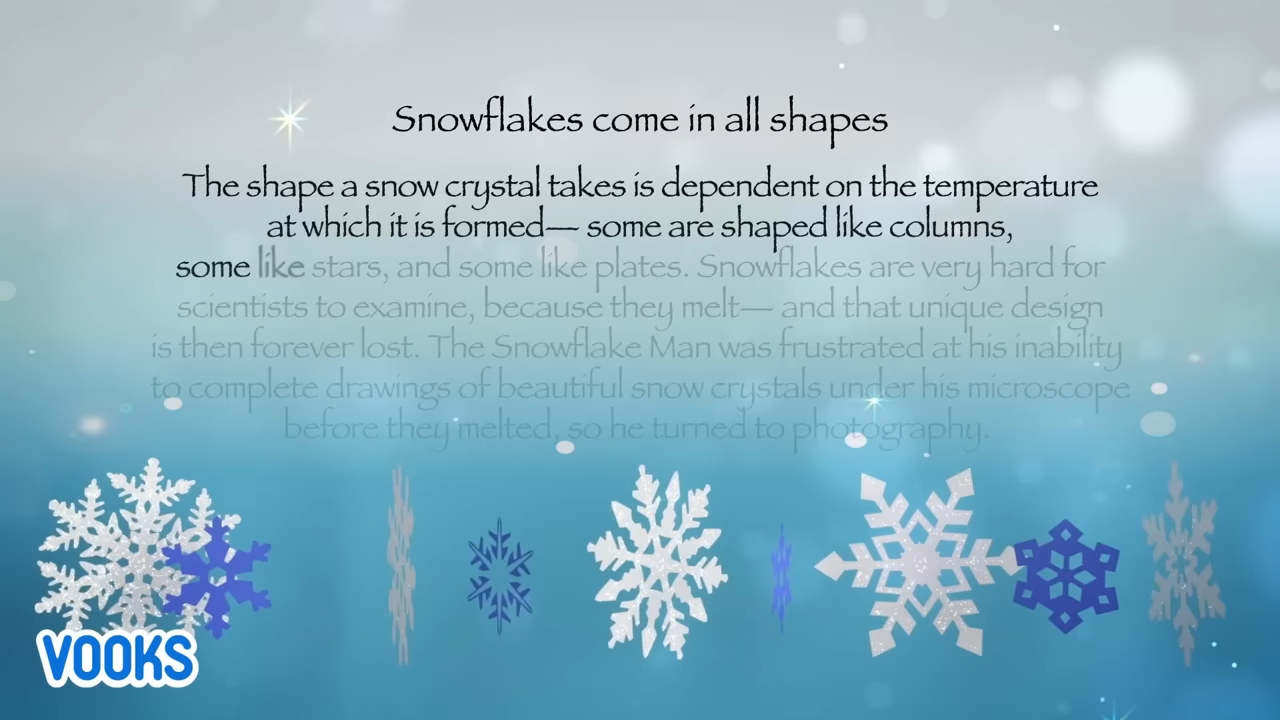 Snowflakes come in all shapes
The shape a snow crystal takes is dependent on the temperature
at which it is formed— some are shaped like columns,
some like stars, and some like plates. Snowflakes are very hard for
scientists to examine, because they melt— and that unique design
is then forever lost. The Snowflake Man was frustrated at his inability
to complete drawings of beautiful snow crystals under his microscope
before they melted, so he turned to photography.
VOOKS